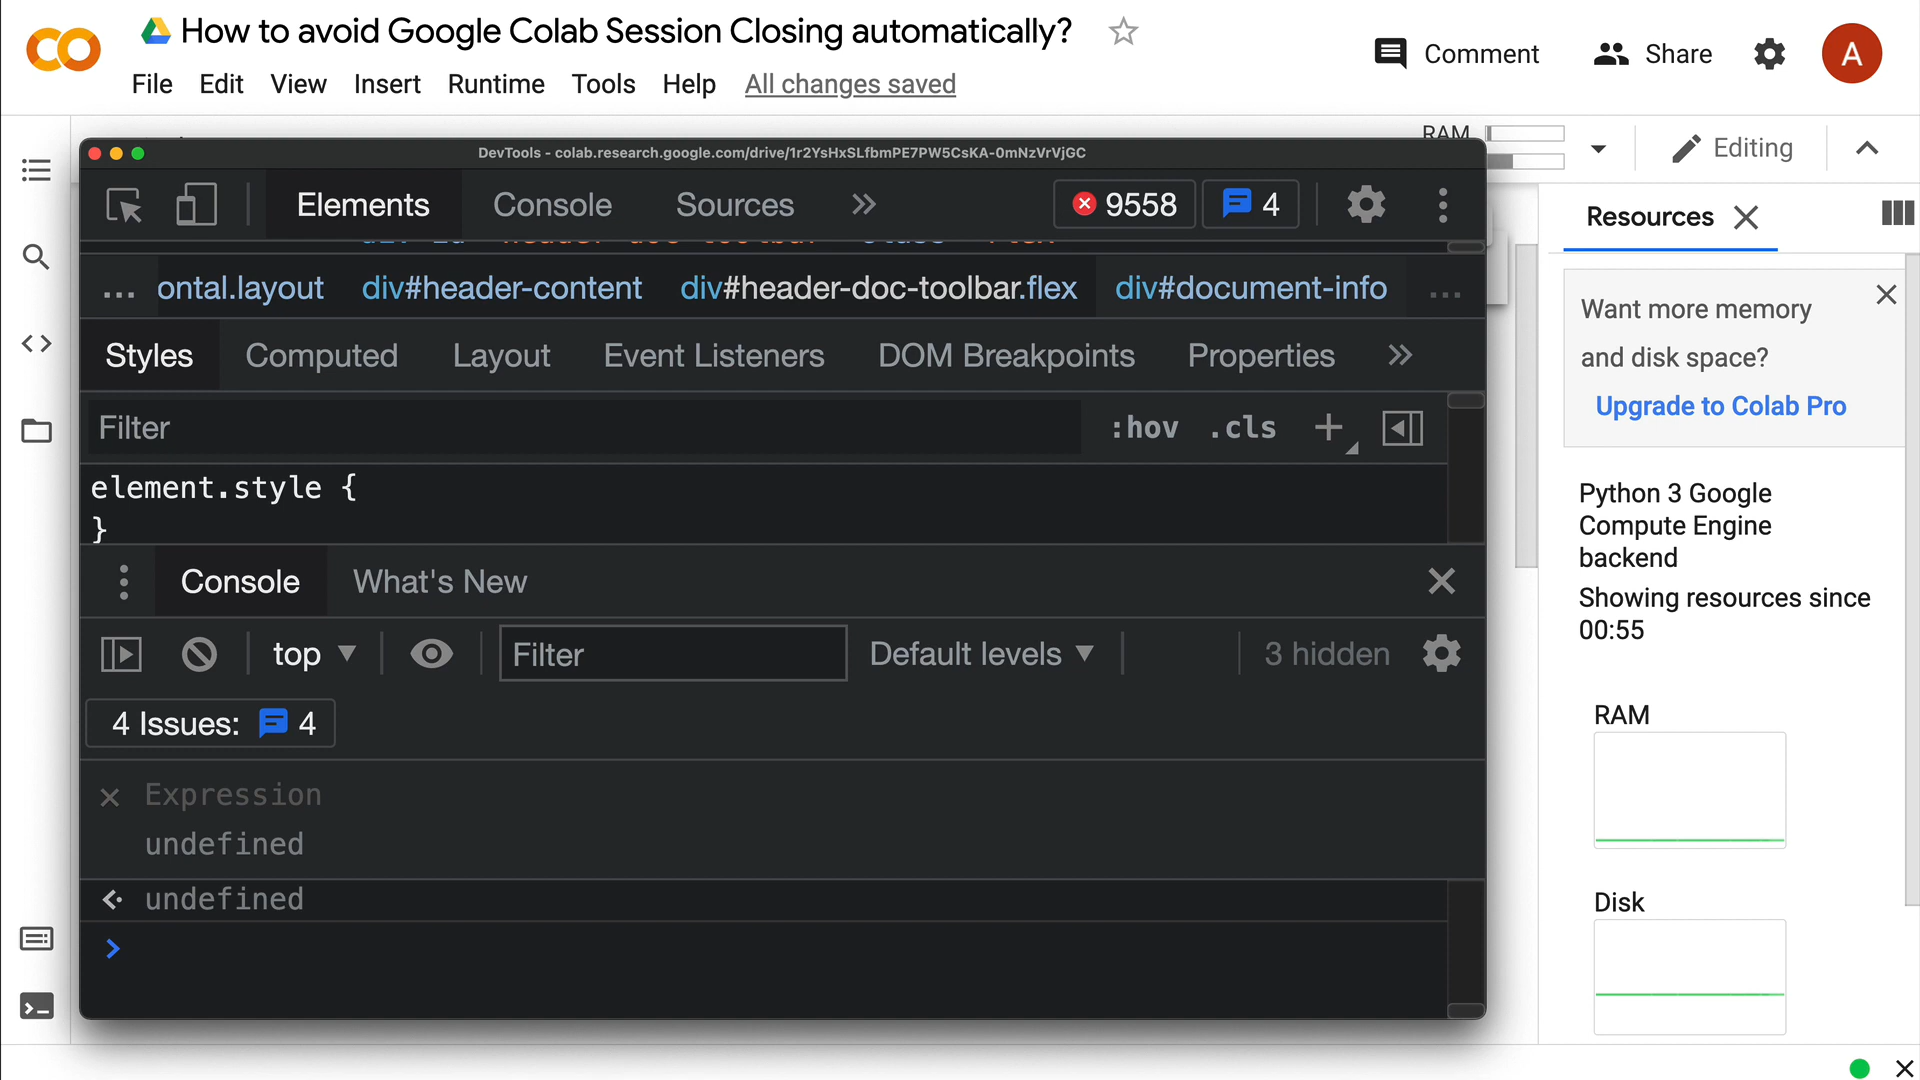 How to avoid Google Colab Session Closing automatically?
Comment
Share
A
File Edit View Insert Runtime Tools Help All changes saved
RAM
Editing
DevTools - colab.research.google.com/drive/1r2YsHxSLfbmPE7PW5CsKA-0mNzVrVjGC
Elements Console Sources » 9558 4
... ontal.layout div#header-content div#header-doc-toolbar.flex div#document-info ...
Styles Computed Layout Event Listeners DOM Breakpoints Properties »
Filter :hov .cls +
element.style {
}
Console What's New
top Filter Default levels 3 hidden
4 Issues: 4
Expression
undefined
undefined
Resources
Want more memory
and disk space?
Upgrade to Colab Pro
Python 3 Google
Compute Engine
backend
Showing resources since
00:55
RAM
Disk